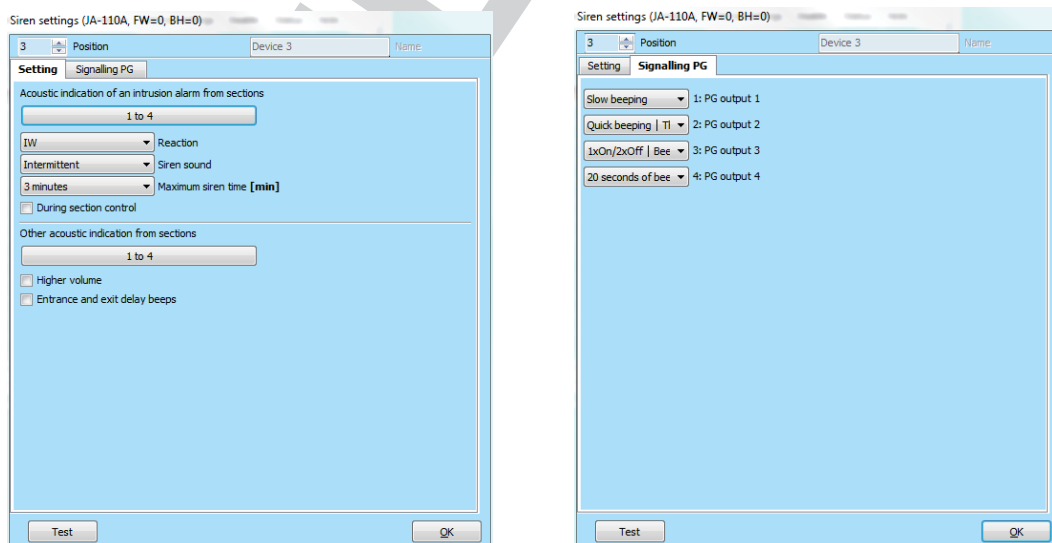 Siren settings (JA-110A, FW=0, BH=0)
3 Position Device 3 Name
Setting Signalling PG
Acoustic indication of an intrusion alarm from sections
1 to 4
IW Reaction
Intermittent Siren sound
3 minutes Maximum siren time [min]
During section control
Other acoustic indication from sections
1 to 4
Higher volume
Entrance and exit delay beeps
Test OK
Siren settings (JA-110A, FW=0, BH=0)
3 Position Device 3 Name
Setting Signalling PG
Slow beeping 1: PG output 1
Quick beeping | Tl 2: PG output 2
1xOn/2xOff | Bee 3: PG output 3
20 seconds of bee 4: PG output 4
Test OK